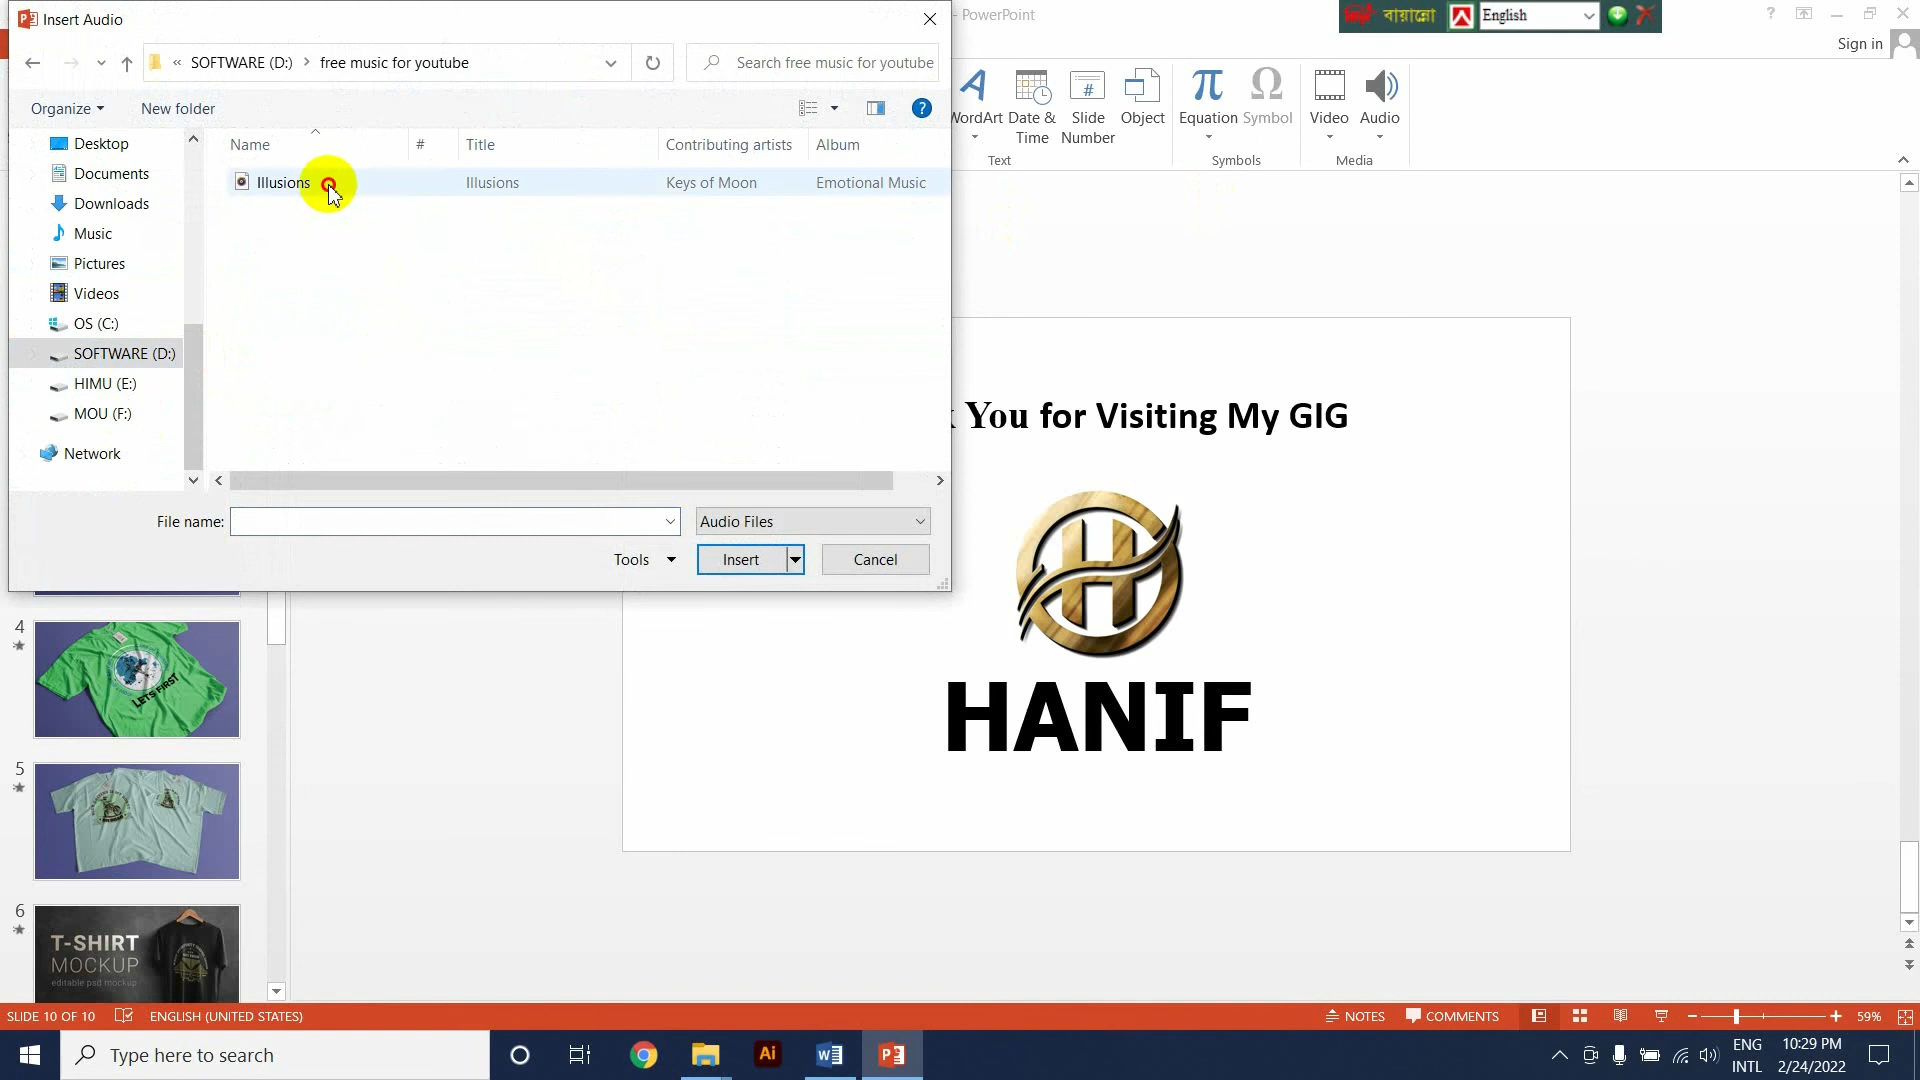 Insert Audio
- PowerPoint
বায়ান্নো
English
Sign in
« SOFTWARE (D:) > free music for youtube
Search free music for youtube
Organize
New folder
WordArt
Date &
Time
Slide
Number
Object
Equation
Symbol
Video
Audio
Text
Symbols
Media
Desktop
Documents
Downloads
Music
Pictures
Videos
OS (C:)
SOFTWARE (D:)
HIMU (E:)
MOU (F:)
Network
Name
#
Title
Contributing artists
Album
Illusions
Illusions
Keys of Moon
Emotional Music
File name:
Audio Files
Tools
Insert
Cancel
You for Visiting My GIG
HANIF
4
LETS FIRST
5
6
T-SHIRT
MOCKUP
editable psd mockup
SLIDE 10 OF 10
ENGLISH (UNITED STATES)
NOTES
COMMENTS
59%
Type here to search
Ai
ENG
INTL
10:29 PM
2/24/2022